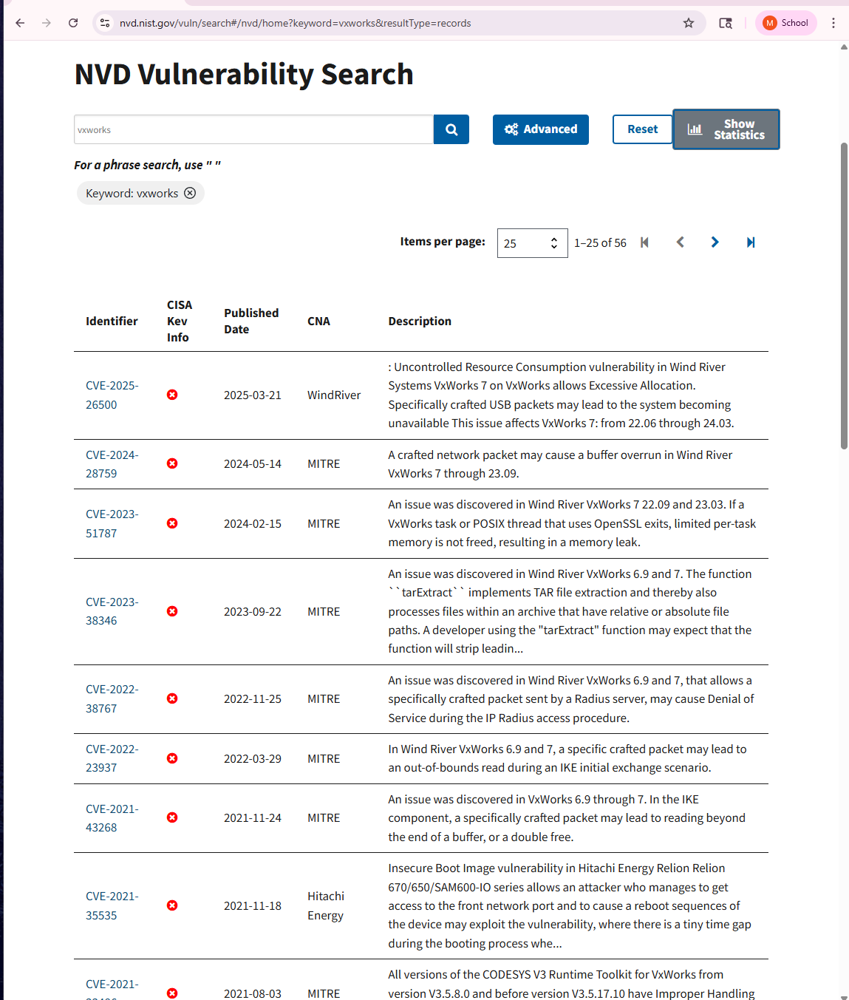 nvd.nist.gov/vuln/search#/nvd/home?keyword=vxworks&resultType=records
M School
NVD Vulnerability Search
vxworks
Advanced
Reset
Show
Statistics
For a phrase search, use " "
Keyword: vxworks
Items per page:
25
1–25 of 56
Identifier
CISA
Kev
Info
Published
Date
CNA
Description
CVE-2025-
26500
2025-03-21
WindRiver
: Uncontrolled Resource Consumption vulnerability in Wind River
Systems VxWorks 7 on VxWorks allows Excessive Allocation.
Specifically crafted USB packets may lead to the system becoming
unavailable This issue affects VxWorks 7: from 22.06 through 24.03.
CVE-2024-
28759
2024-05-14
MITRE
A crafted network packet may cause a buffer overrun in Wind River
VxWorks 7 through 23.09.
CVE-2023-
51787
2024-02-15
MITRE
An issue was discovered in Wind River VxWorks 7 22.09 and 23.03. If a
VxWorks task or POSIX thread that uses OpenSSL exits, limited per-task
memory is not freed, resulting in a memory leak.
CVE-2023-
38346
2023-09-22
MITRE
An issue was discovered in Wind River VxWorks 6.9 and 7. The function
``tarExtract`` implements TAR file extraction and thereby also
processes files within an archive that have relative or absolute file
paths. A developer using the "tarExtract" function may expect that the
function will strip leadin...
CVE-2022-
38767
2022-11-25
MITRE
An issue was discovered in Wind River VxWorks 6.9 and 7, that allows a
specifically crafted packet sent by a Radius server, may cause Denial of
Service during the IP Radius access procedure.
CVE-2022-
23937
2022-03-29
MITRE
In Wind River VxWorks 6.9 and 7, a specific crafted packet may lead to
an out-of-bounds read during an IKE initial exchange scenario.
CVE-2021-
43268
2021-11-24
MITRE
An issue was discovered in VxWorks 6.9 through 7. In the IKE
component, a specifically crafted packet may lead to reading beyond
the end of a buffer, or a double free.
CVE-2021-
35535
2021-11-18
Hitachi
Energy
Insecure Boot Image vulnerability in Hitachi Energy Relion Relion
670/650/SAM600-IO series allows an attacker who manages to get
access to the front network port and to cause a reboot sequences of
the device may exploit the vulnerability, where there is a tiny time gap
during the booting process whe...
CVE-2021-
2021-08-03
MITRE
All versions of the CODESYS V3 Runtime Toolkit for VxWorks from
version V3.5.8.0 and before version V3.5.17.10 have Improper Handling